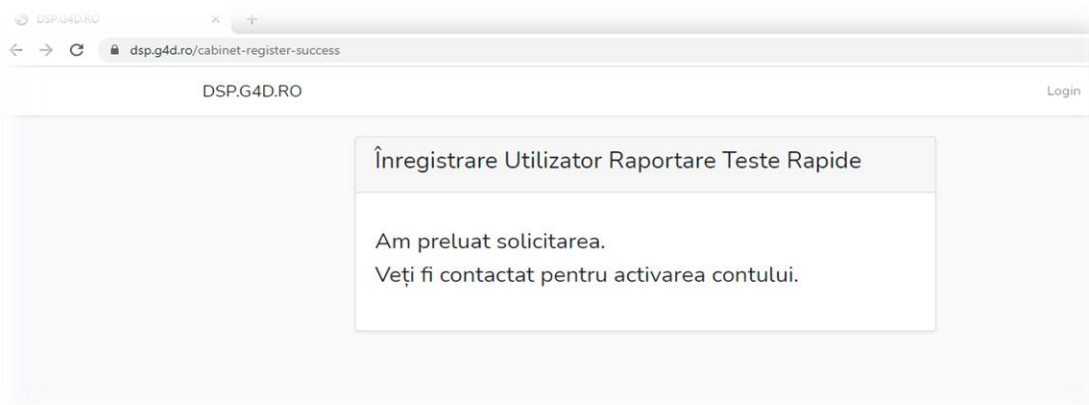 DSP.G4D.RO
dsp.g4d.ro/cabinet-register-success
DSP.G4D.RO
Login
Înregistrare Utilizator Raportare Teste Rapide
Am preluat solicitarea.
Veți fi contactat pentru activarea contului.